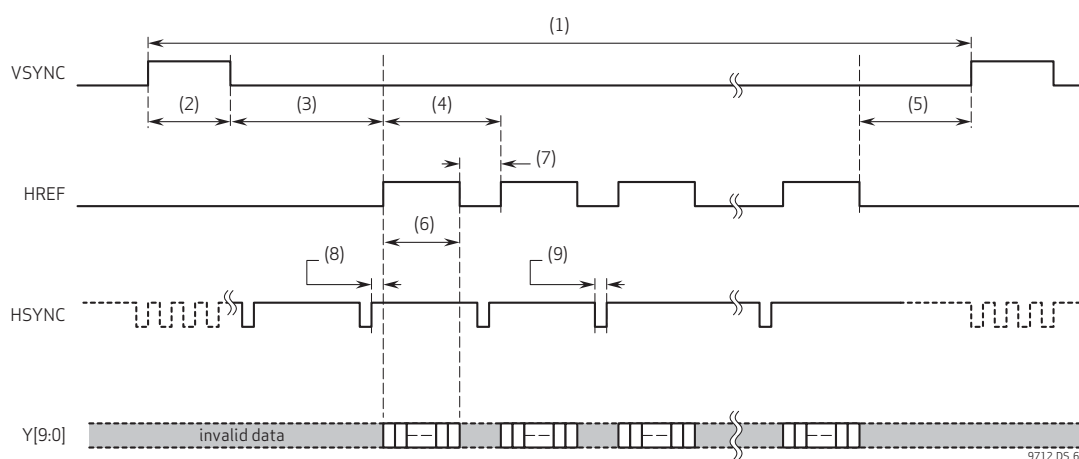 (1)
VSYNC
(2)
(3)
(4)
(5)
(7)
HREF
(6)
(8)
(9)
HSYNC
Y[9:0]
invalid data
9712 DS 6